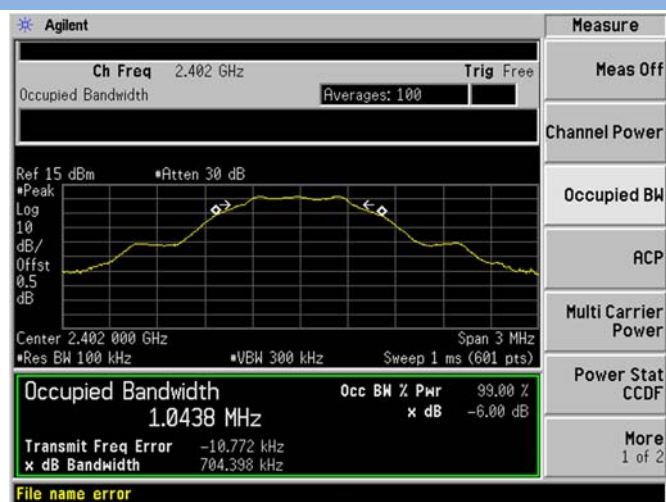 Agilent
Measure
Ch Freq 2.402 GHz Trig Free
Occupied Bandwidth Averages: 100
Meas Off
Channel Power
Occupied BW
ACP
Multi Carrier
Power
Power Stat
CCDF
More
1 of 2
Ref 15 dBm *Atten 30 dB
*Peak
Log
10
dB/
Offst
0.5
dB
Center 2.402 000 GHz Span 3 MHz
*Res BW 100 kHz *VBW 300 kHz Sweep 1 ms (601 pts)
Occupied Bandwidth Occ BW % Pwr 99.00 %
1.0438 MHz x dB -6.00 dB
Transmit Freq Error -10.772 kHz
x dB Bandwidth 704.398 kHz
File name error